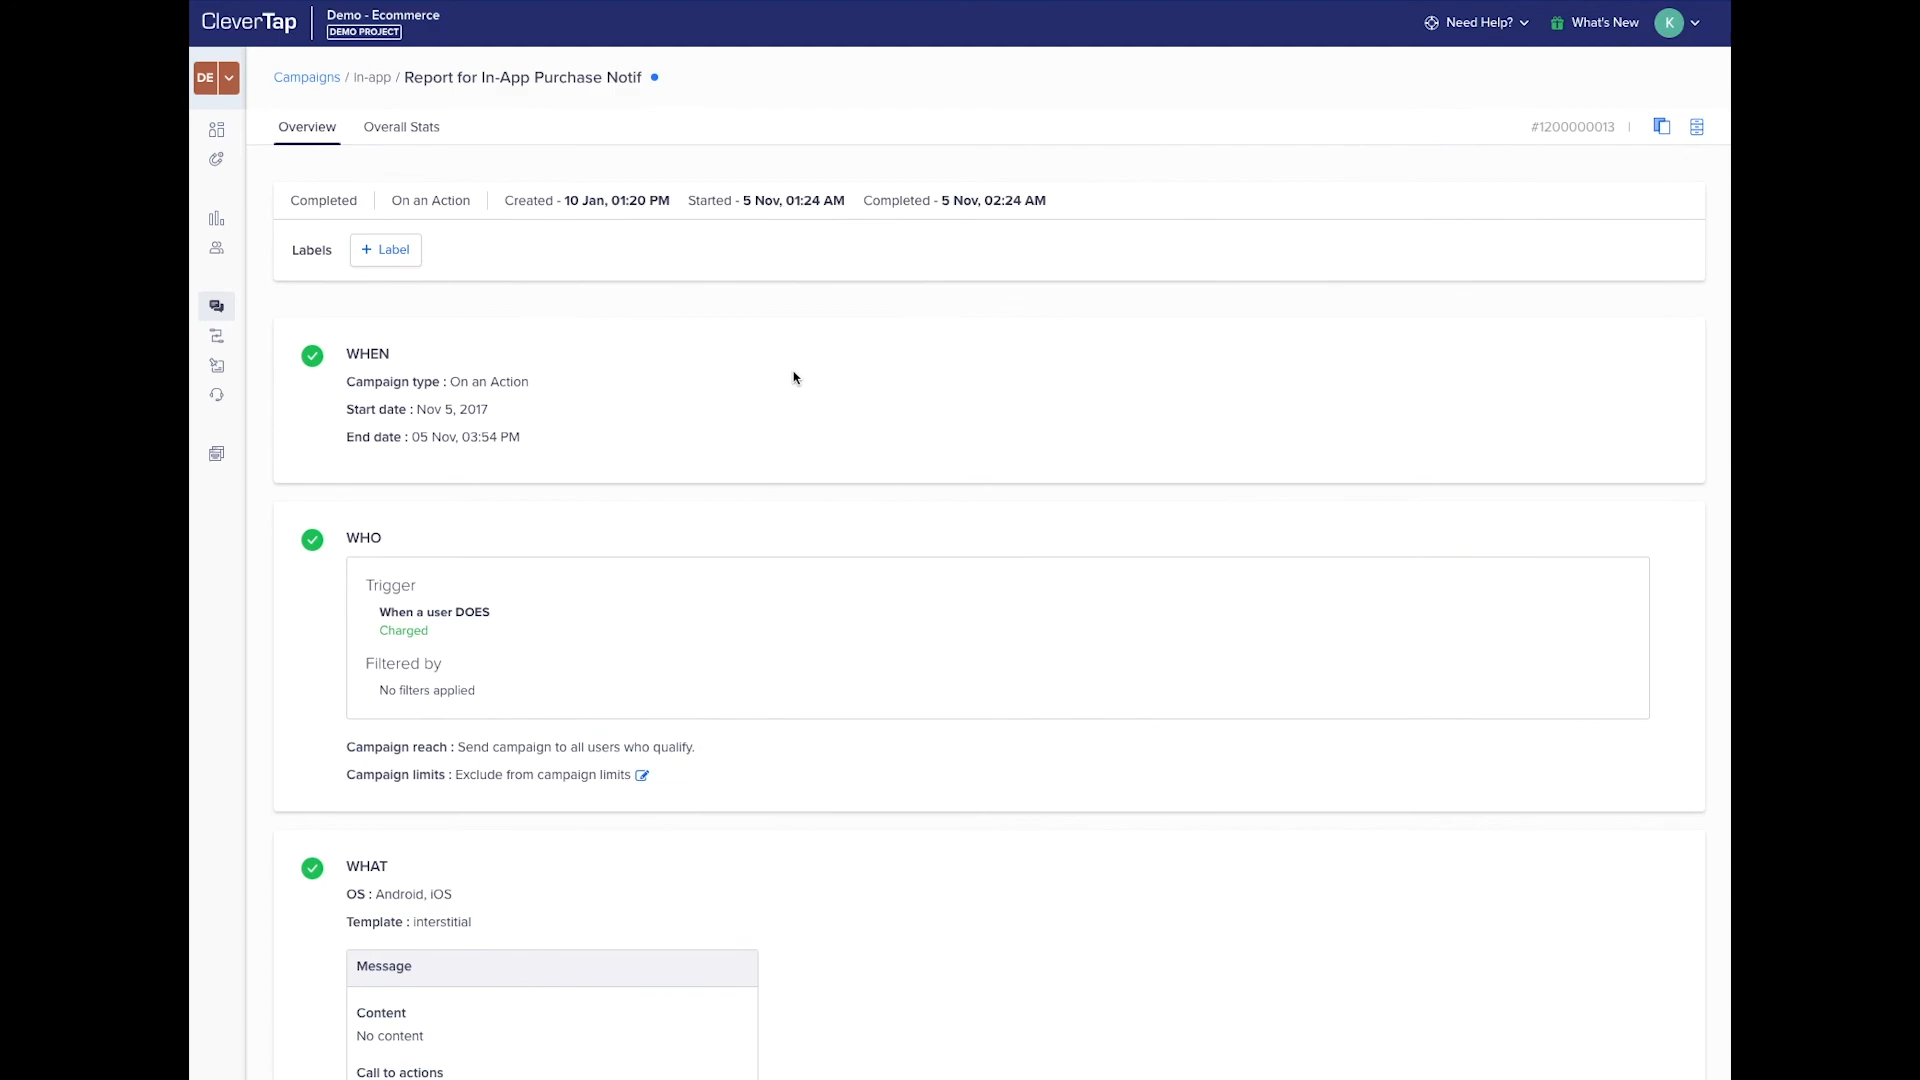 CleverTap
Demo - Ecommerce
DEMO PROJECT
Need Help?
What's New
K
DE
Campaigns / In-app / Report for In-App Purchase Notif
Overview
Overall Stats
#1200000013
Completed
On an Action
Created - 10 Jan, 01:20 PM
Started - 5 Nov, 01:24 AM
Completed - 5 Nov, 02:24 AM
Labels
+ Label
WHEN
Campaign type : On an Action
Start date : Nov 5, 2017
End date : 05 Nov, 03:54 PM
WHO
Trigger
When a user DOES
Charged
Filtered by
No filters applied
Campaign reach : Send campaign to all users who qualify.
Campaign limits : Exclude from campaign limits
WHAT
OS : Android, iOS
Template : interstitial
Message
Content
No content
Call to actions